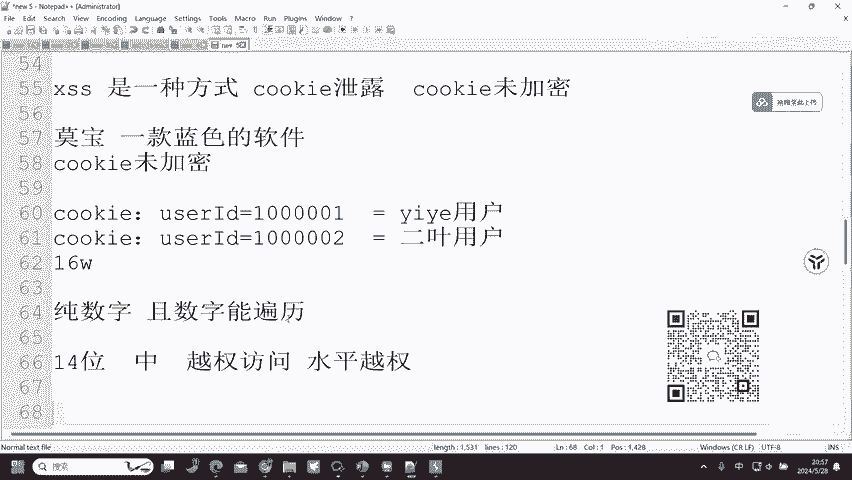 *new 5 - Notepad++ (Administrator)
File Edit Search View Encoding Language Settings Tools Macro Run Plugins Window ?
54
55 xss 是一种方式 cookie泄露 cookie未加密
56
57 莫宝 一款蓝色的软件
58 cookie未加密
59
60 cookie：userId=1000001 = yiye用户
61 cookie：userId=1000002 = 二叶用户
62 16w
63
64 纯数字 且数字能遍历
65
66 14位 中 越权访问 水平越权
67
68
Normal text file length : 1,531 lines : 120 Ln : 68 Col : 1 Pos : 1,428 Windows (CR LF) UTF-8 INS
搜索 中 20:57
2024/5/28